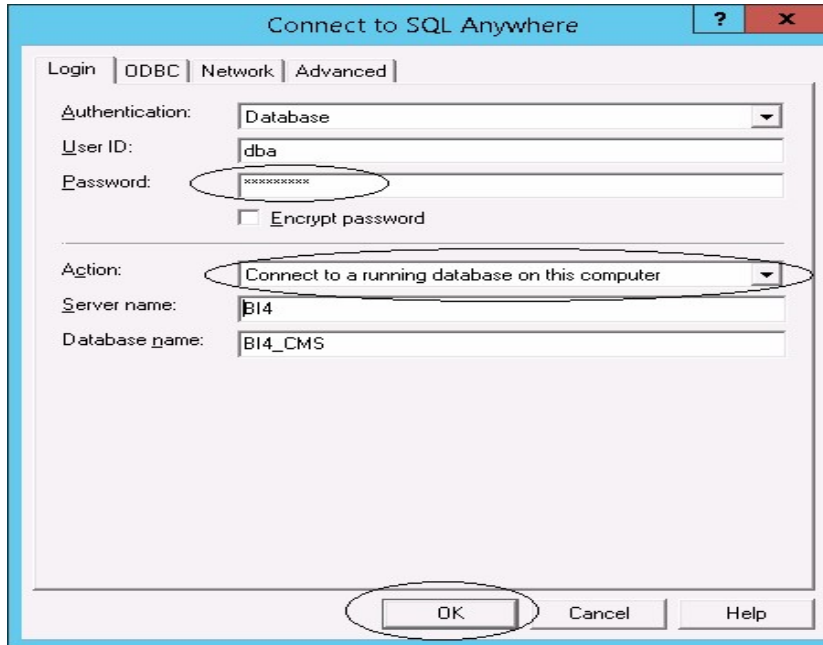 Connect to SQL Anywhere ? x
Login ODBC Network Advanced
Authentication: Database
User ID: dba
Password: *********
Encrypt password
Action: Connect to a running database on this computer
Server name: BI4
Database name: BI4_CMS
OK Cancel Help